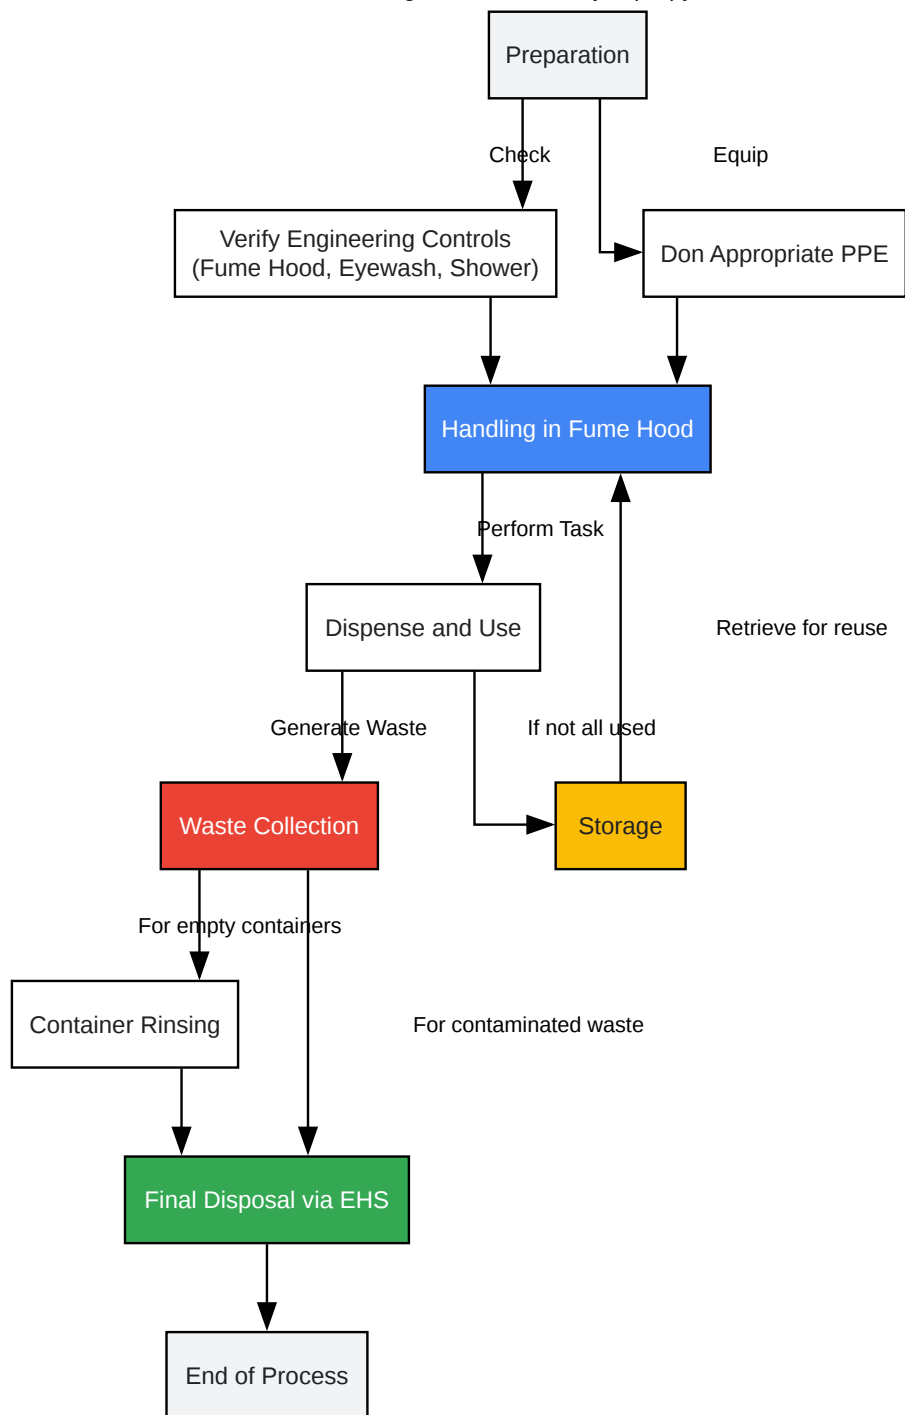 Preparation
Check
Equip
Verify Engineering Controls
(Fume Hood, Eyewash, Shower)
Don Appropriate PPE
Handling in Fume Hood
Perform Task
Dispense and Use
Retrieve for reuse
Generate Waste
If not all used
Waste Collection
Storage
For empty containers
Container Rinsing
For contaminated waste
Final Disposal via EHS
End of Process